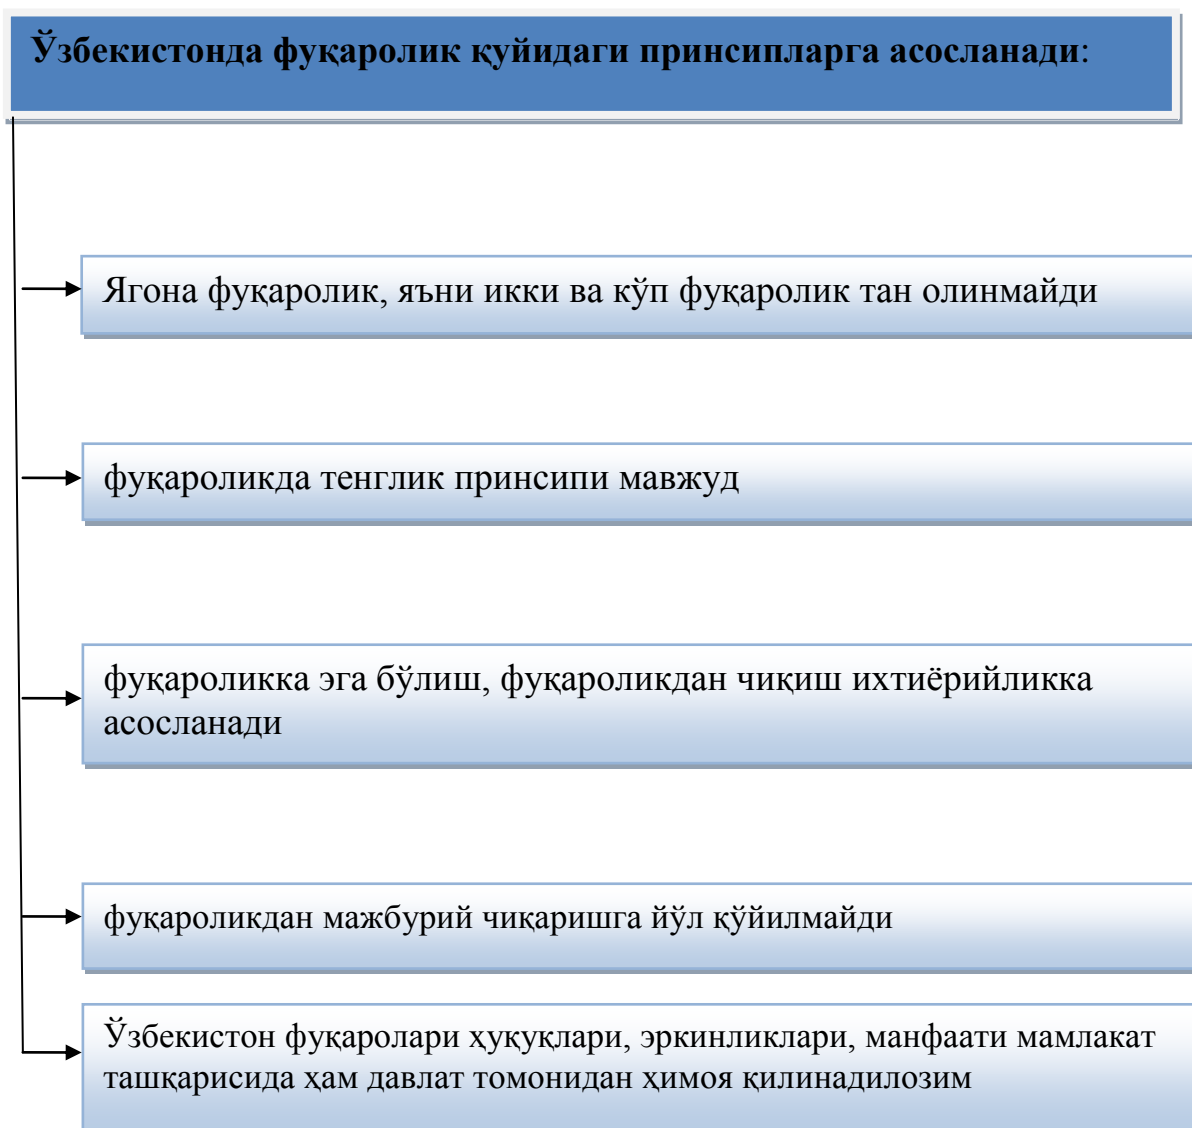 Ўзбекистонда фуқаролик қуйидаги принсипларга асосланади:
Ягона фуқаролик, яъни икки ва кўп фуқаролик тан олинмайди
фуқароликда тенглик принсипи мавжуд
фуқароликка эга бўлиш, фуқароликдан чиқиш ихтиёрийликка
асосланади
фуқароликдан мажбурий чиқаришга йўл қўйилмайди
Ўзбекистон фуқаролари ҳуқуқлари, эркинликлари, манфаати мамлакат
ташқарисида ҳам давлат томонидан ҳимоя қилинадилозим